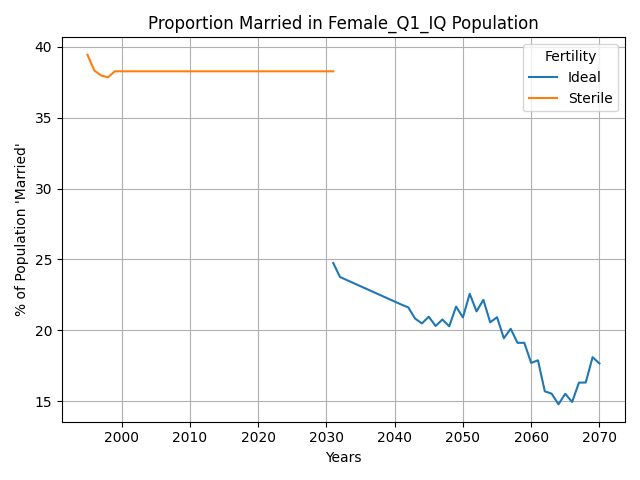 Proportion Married in Female_Q1_IQ Population
% of Population 'Married'
40
35
30
25
20
15
Fertility
Ideal
Sterile
2000 2010 2020 2030 2040 2050 2060 2070
Years